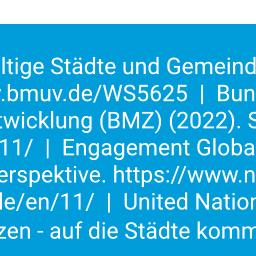 ltige Städte und Gemeind
.bmuv.de/WS5625 | Bun
twicklung (BMZ) (2022). S
11/ | Engagement Globa
erspektive. https://www.n
le/en/11/ | United Nation
zen - auf die Städte komm